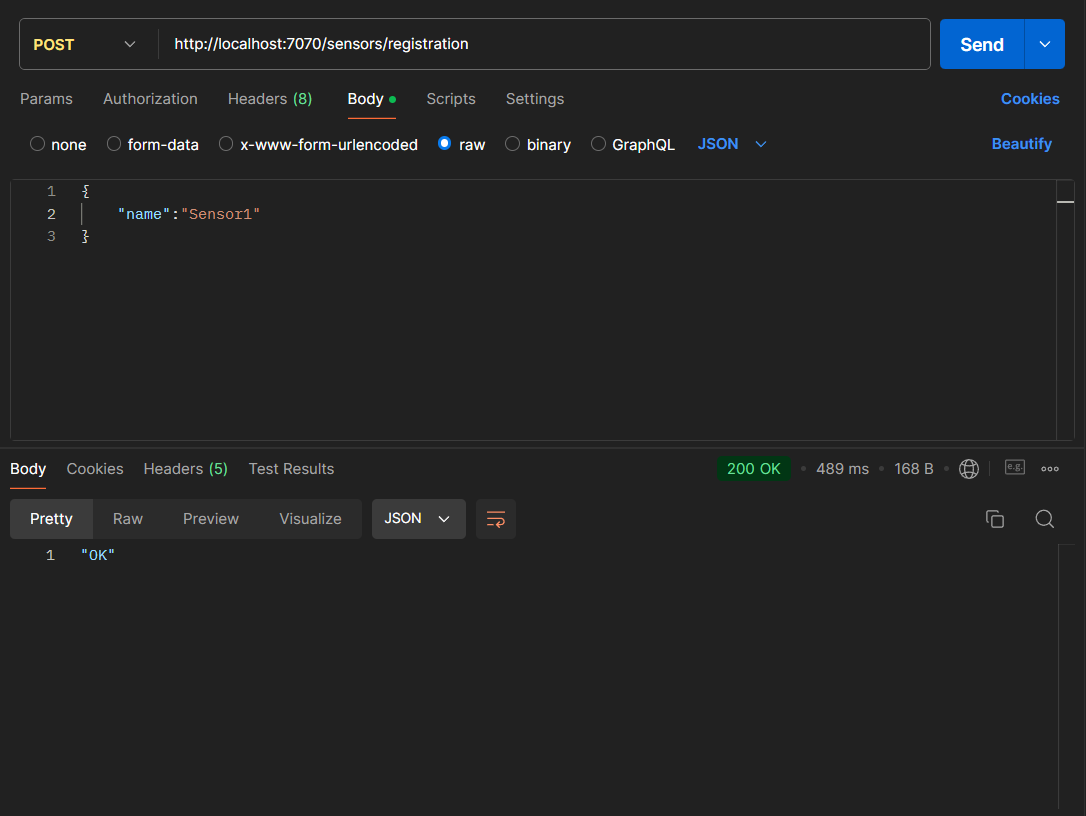 POST http://localhost:7070/sensors/registration Send
Params Authorization Headers (8) Body Scripts Settings Cookies
none form-data x-www-form-urlencoded raw binary GraphQL JSON Beautify
1 {
2 "name":"Sensor1"
3 }
Body Cookies Headers (5) Test Results 200 OK 489 ms 168 B e.g.
Pretty Raw Preview Visualize JSON
1 "OK"